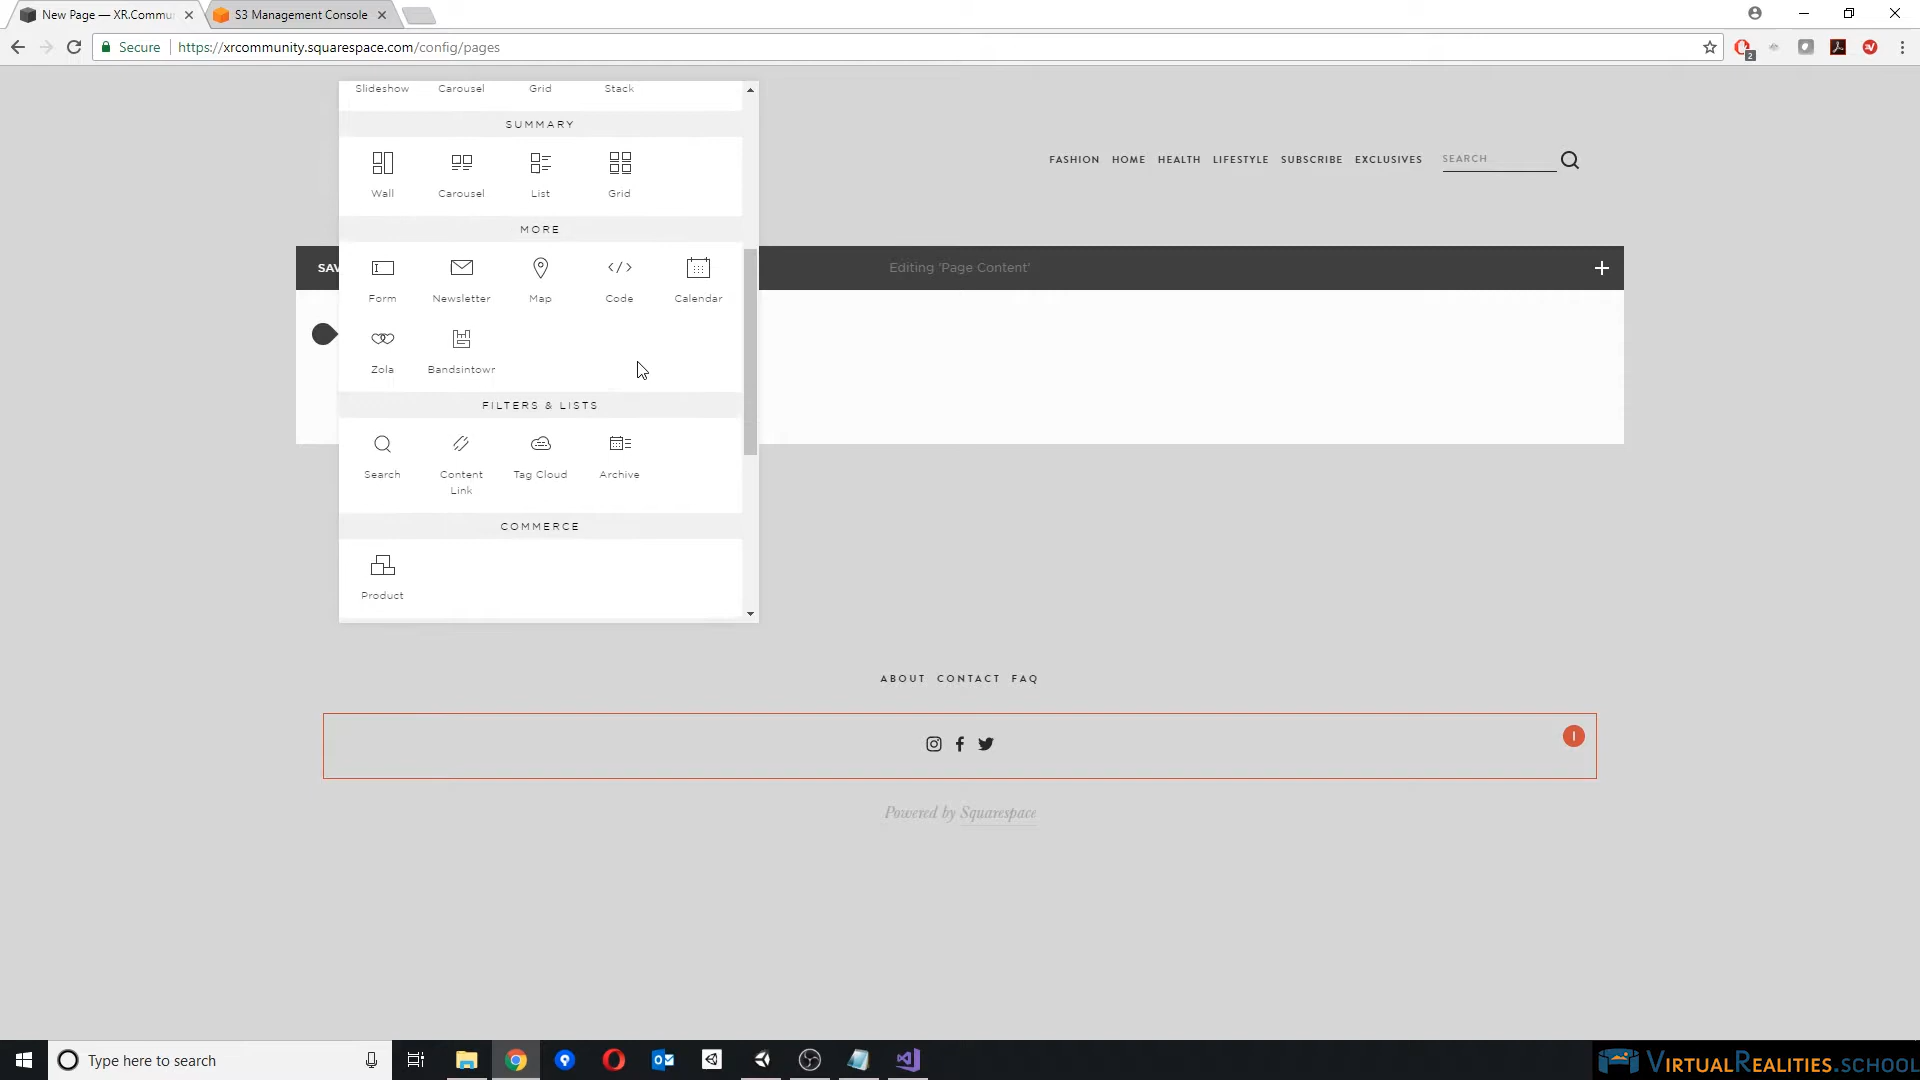 New Page — XR.Commu
S3 Management Console
Secure
https://xrcommunity.squarespace.com/config/pages
2
Slideshow Carousel Grid Stack
SUMMARY
Wall Carousel List Grid
FASHION HOME HEALTH LIFESTYLE SUBSCRIBE EXCLUSIVES SEARCH
MORE
SAV
Editing 'Page Content'
Form Newsletter Map Code Calendar
Zola Bandsintowr
FILTERS & LISTS
Search Content Tag Cloud Archive
Link
COMMERCE
Product
ABOUT CONTACT FAQ
Powered by Squarespace
Type here to search
VIRTUALREALITIES.SCHOOL